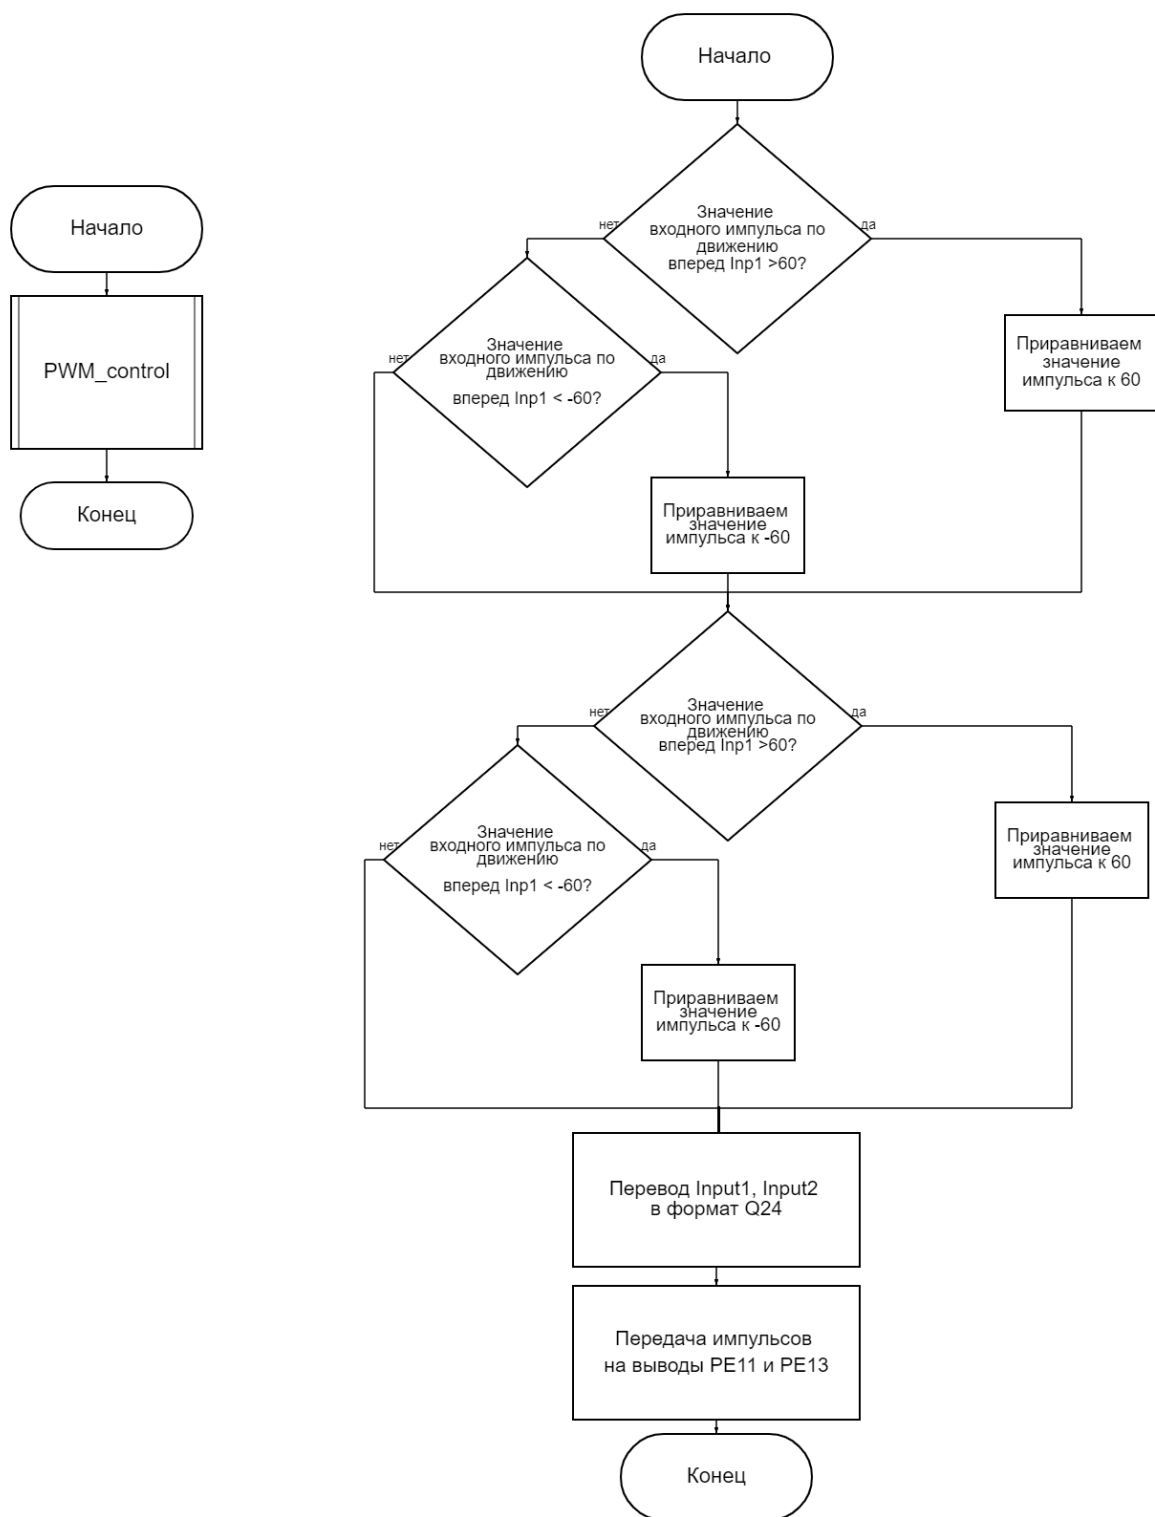 Начало
PWM_control
Конец
Начало
Значение
входного импульса по
движению
вперед Inp1 >60?
нет
да
Значение
входного импульса по
движению
вперед Inp1 < -60?
нет
да
Приравниваем
значение
импульса к 60
Приравниваем
значение
импульса к -60
Значение
входного импульса по
движению
вперед Inp1 >60?
нет
да
Значение
входного импульса по
движению
вперед Inp1 < -60?
нет
да
Приравниваем
значение
импульса к 60
Приравниваем
значение
импульса к -60
Перевод Input1, Input2
в формат Q24
Передача импульсов
на выводы PE11 и PE13
Конец